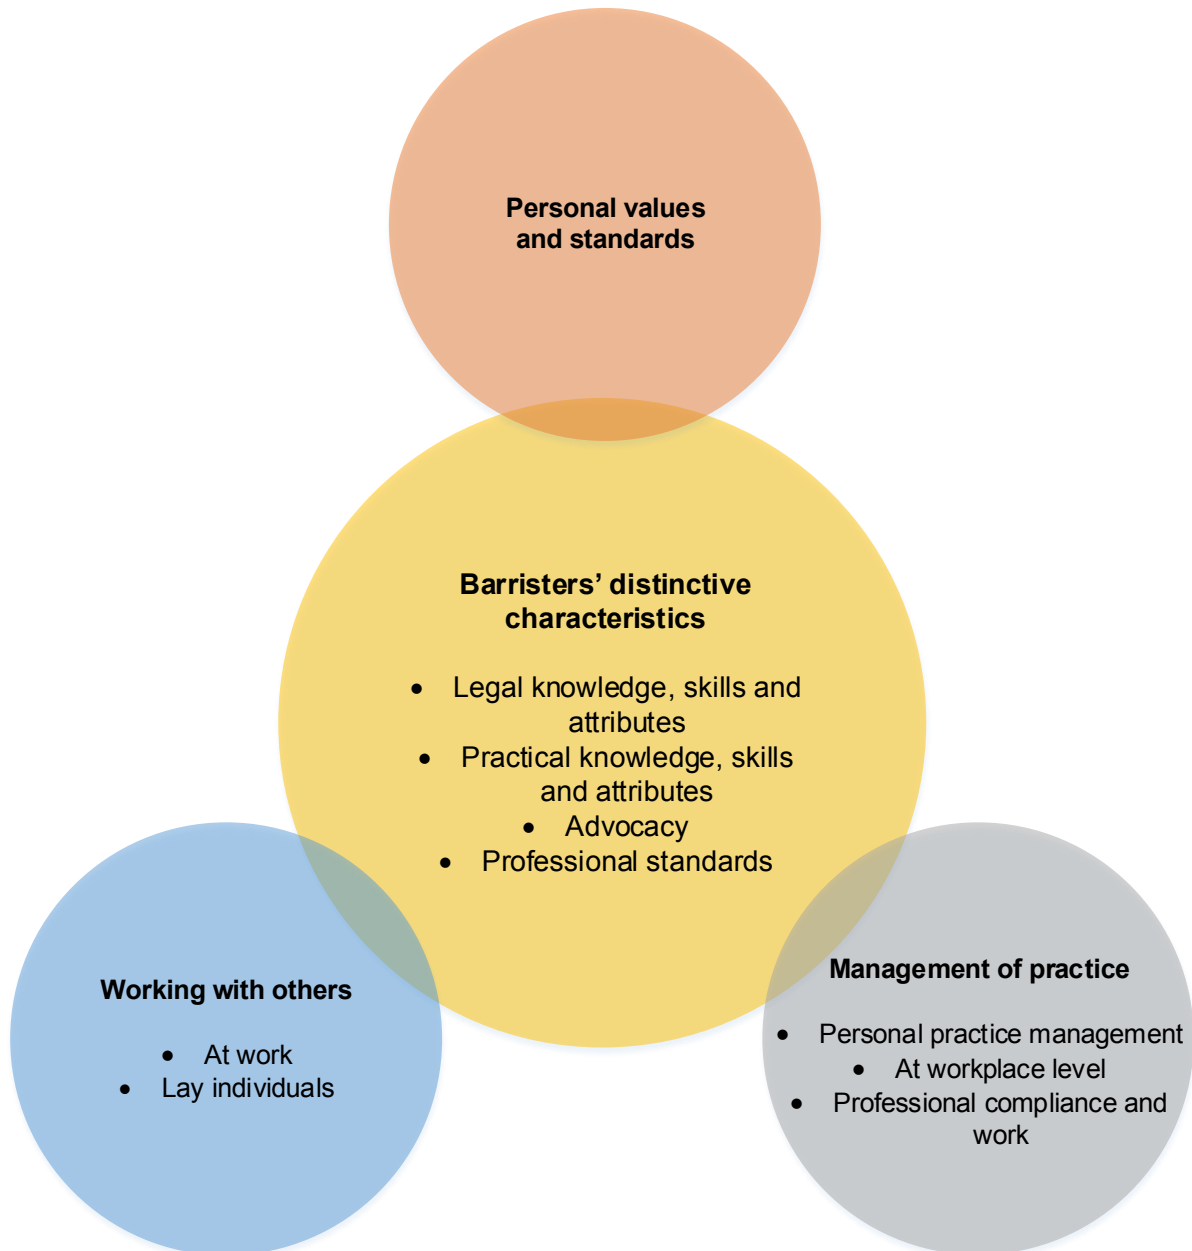 Personal values
and standards
Barristers’ distinctive
characteristics
• Legal knowledge, skills and
attributes
• Practical knowledge, skills
and attributes
• Advocacy
• Professional standards
Working with others
• At work
• Lay individuals
Management of practice
• Personal practice management
• At workplace level
• Professional compliance and
work